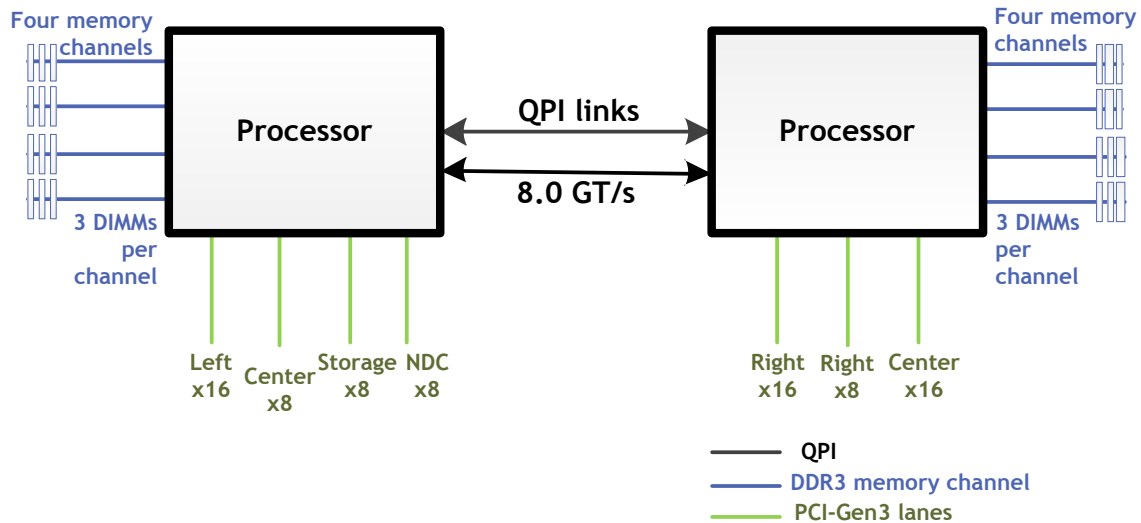 Four memory
channels
Four memory
channels
Processor
QPI links
8.0 GT/s
Processor
3 DIMMs
per
channel
3 DIMMs
per
channel
Left
x16
Center
x8
Storage
x8
NDC
x8
Right
x16
Right
x8
Center
x16
QPI
DDR3 memory channel
PCI-Gen3 lanes